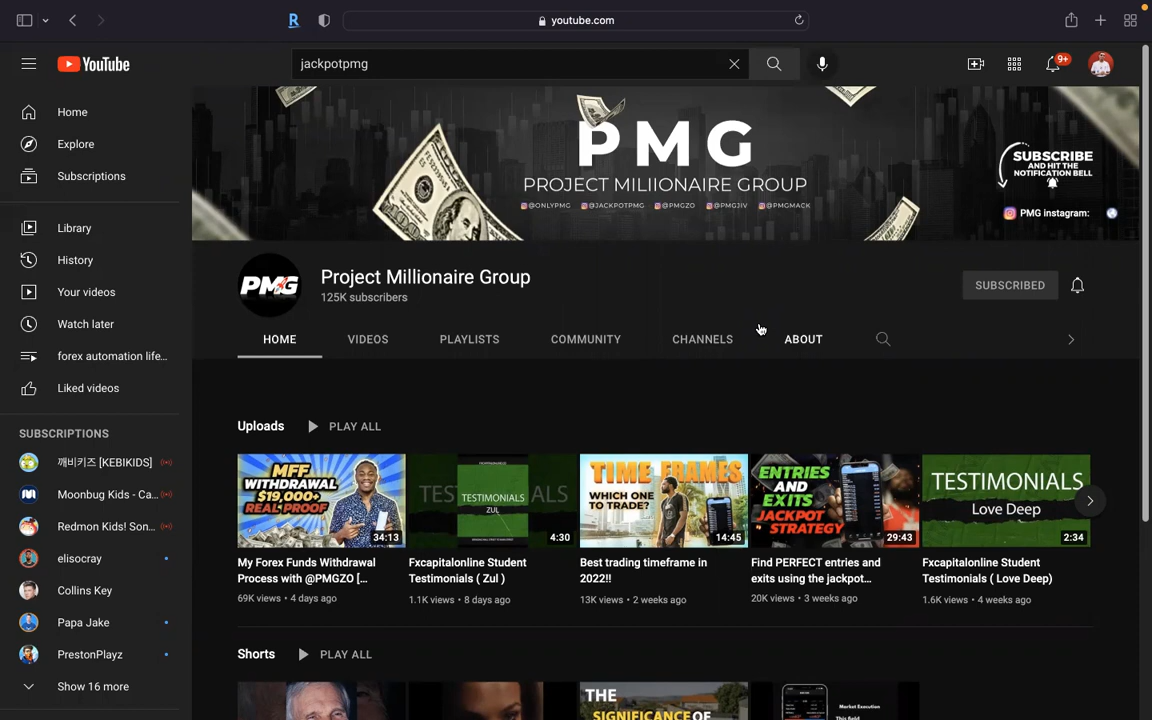 youtube.com
YouTube
jackpotpmg
9+
Home
Explore
Subscriptions
Library
History
Your videos
Watch later
forex automation life...
Liked videos
SUBSCRIPTIONS
깨비키즈 [KEBIKIDS]
Moonbug Kids - Ca...
Redmon Kids! Son...
elisocray
Collins Key
Papa Jake
PrestonPlayz
Show 16 more
PMG
PROJECT MILIIONAIRE GROUP
@ONLYPMG @JACKPOTPMG @PMGZO @PMGJIV @PMGMACK
SUBSCRIBE
AND HIT THE
NOTIFICATION BELL
PMG instagram:
PMG
Project Millionaire Group
125K subscribers
SUBSCRIBED
HOME VIDEOS PLAYLISTS COMMUNITY CHANNELS ABOUT
Uploads PLAY ALL
MFF
WITHDRAWAL
$19,000+
REAL PROOF
34:13
My Forex Funds Withdrawal
Process with @PMGZO [...
69K views • 4 days ago
TESTIMONIALS
ZUL
4:30
Fxcapitalonline Student
Testimonials ( Zul )
1.1K views • 8 days ago
TIME FRAMES
WHICH ONE
TO TRADE?
14:45
Best trading timeframe in
2022!!
13K views • 2 weeks ago
ENTRIES
AND
EXITS
JACKPOT
STRATEGY
29:43
Find PERFECT entries and
exits using the jackpot...
20K views • 3 weeks ago
TESTIMONIALS
Love Deep
2:34
Fxcapitalonline Student
Testimonials ( Love Deep)
1.6K views • 4 weeks ago
Shorts PLAY ALL
THE
SIGNIFICANCE OF
Market Execution